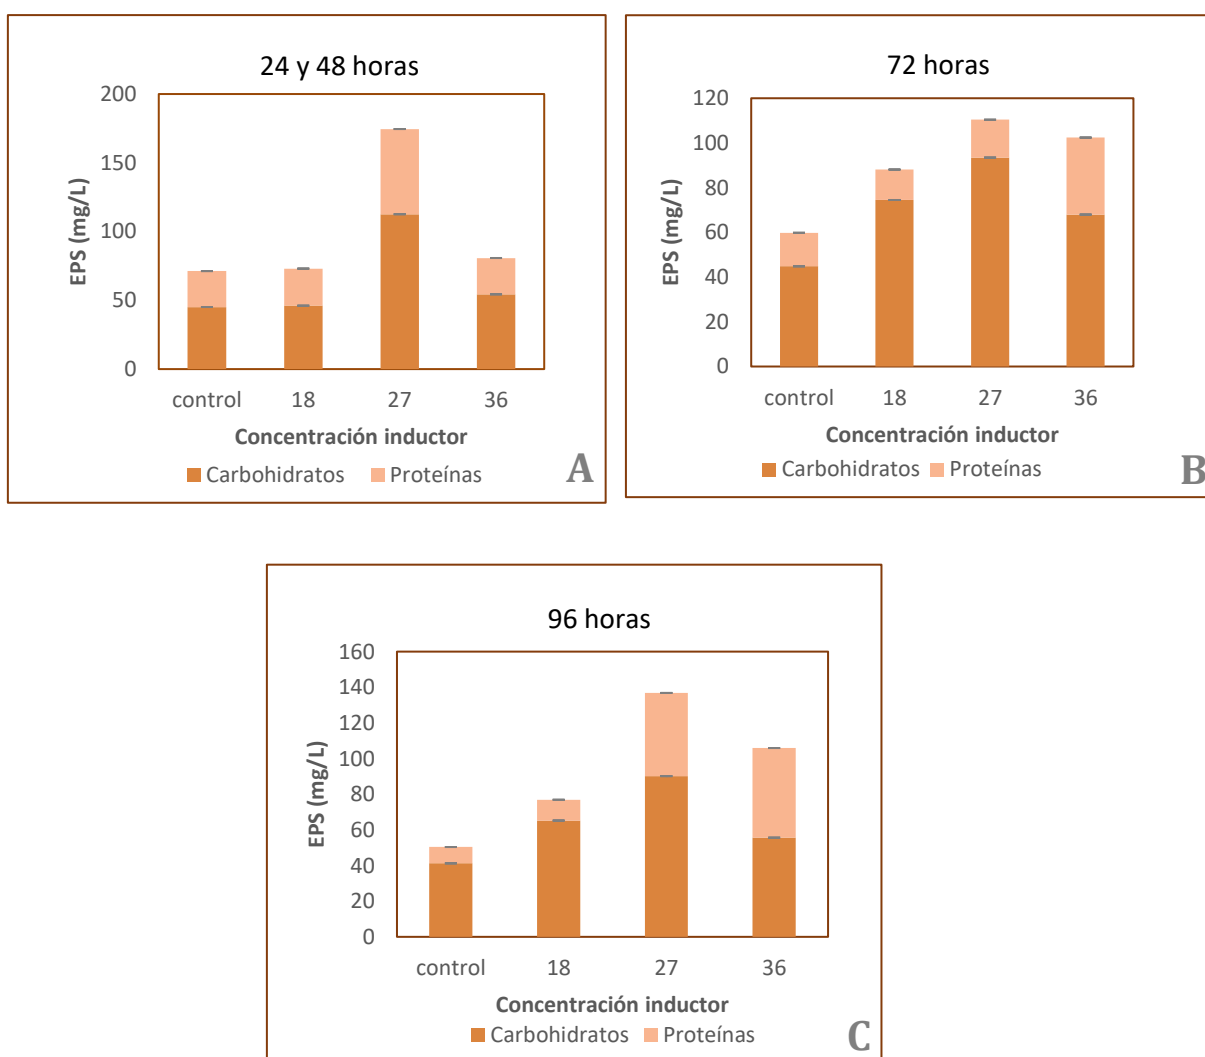 24 y 48 horas
200
150
100
50
0
EPS (mg/L)
control 18 27 36
Concentración inductor
Carbohidratos Proteínas
A
72 horas
120
100
80
60
40
20
0
EPS (mg/L)
control 18 27 36
Concentración inductor
Carbohidratos Proteínas
B
96 horas
160
140
120
100
80
60
40
20
0
EPS (mg/L)
control 18 27 36
Concentración inductor
Carbohidratos Proteínas
C